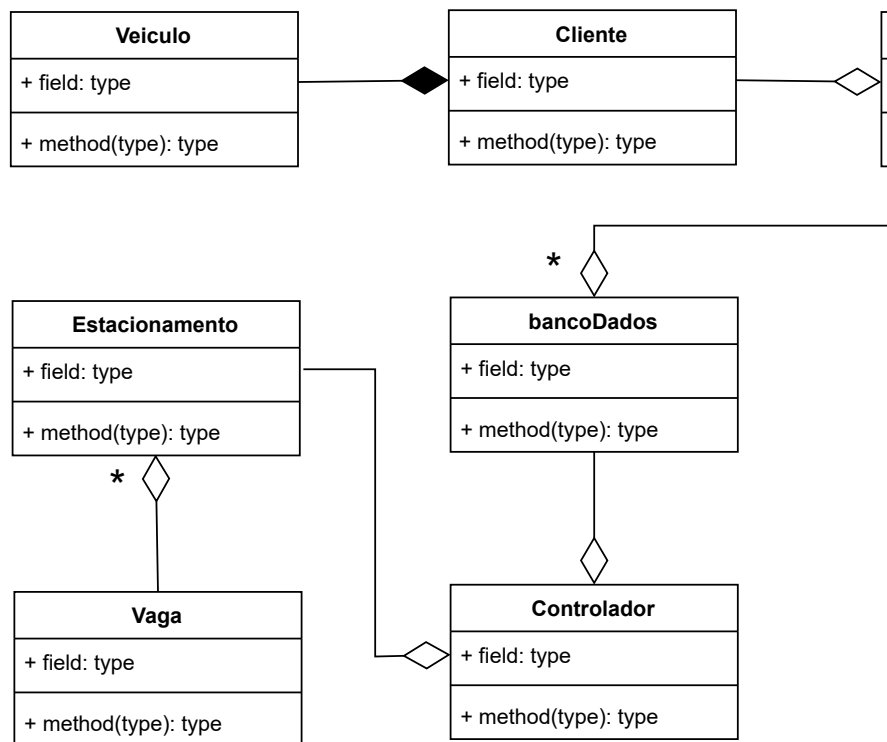 Veiculo
+ field: type
+ method(type): type
Cliente
+ field: type
+ method(type): type
*
Estacionamento
+ field: type
+ method(type): type
*
bancoDados
+ field: type
+ method(type): type
Vaga
+ field: type
+ method(type): type
Controlador
+ field: type
+ method(type): type